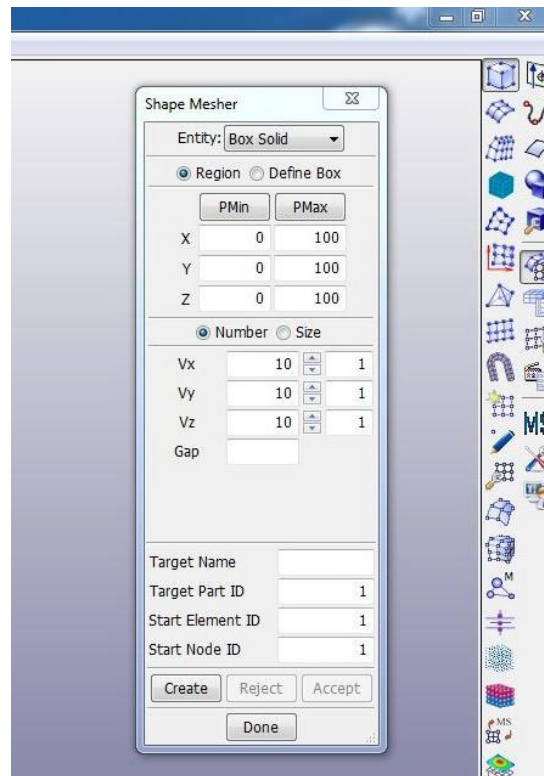 Shape Mesher
Entity: Box Solid
Region Define Box
PMin PMax
X 0 100
Y 0 100
Z 0 100
Number Size
Vx 10 1
Vy 10 1
Vz 10 1
Gap
Target Name
Target Part ID 1
Start Element ID 1
Start Node ID 1
Create Reject Accept
Done
M
MS
MS